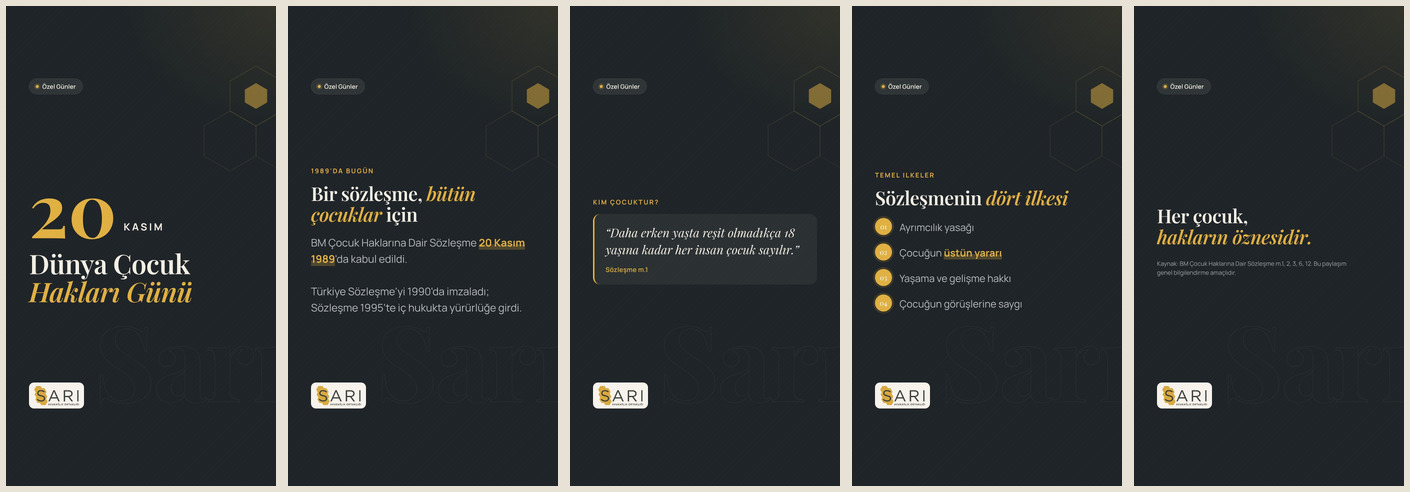 Özel Günler
20 KASIM
Dünya Çocuk
Hakları Günü
SARI
Sarı
Özel Günler
1989'DA BUGÜN
Bir sözleşme, bütün
çocuklar için
BM Çocuk Haklarına Dair Sözleşme 20 Kasım
1989'da kabul edildi.
Türkiye Sözleşme'yi 1990'da imzaladı;
Sözleşme 1995'te iç hukukta yürürlüğe girdi.
SARI
Sarı
Özel Günler
KIM ÇOCUKTUR?
“Daha erken yaşta reşit olmadıkça 18
yaşına kadar her insan çocuk sayılır.”
Sözleşme m.1
SARI
Sarı
Özel Günler
TEMEL ILKELER
Sözleşmenin dört ilkesi
01 Ayrımcılık yasağı
02 Çocuğun üstün yararı
03 Yaşama ve gelişme hakkı
04 Çocuğun görüşlerine saygı
SARI
Sarı
Özel Günler
Her çocuk,
hakların öznesidir.
Kaynak: BM Çocuk Haklarına Dair Sözleşme m.1, 2, 3, 6, 12. Bu paylaşım
genel bilgilendirme amaçlıdır.
SARI
Sarı